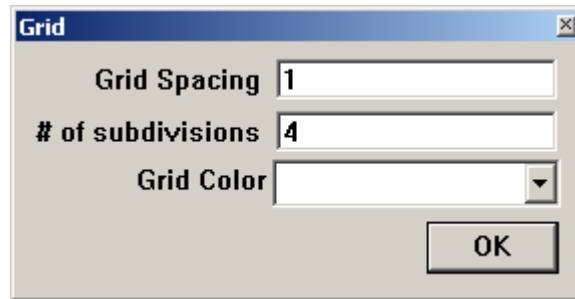 Grid
Grid Spacing 1
# of subdivisions 4
Grid Color
OK